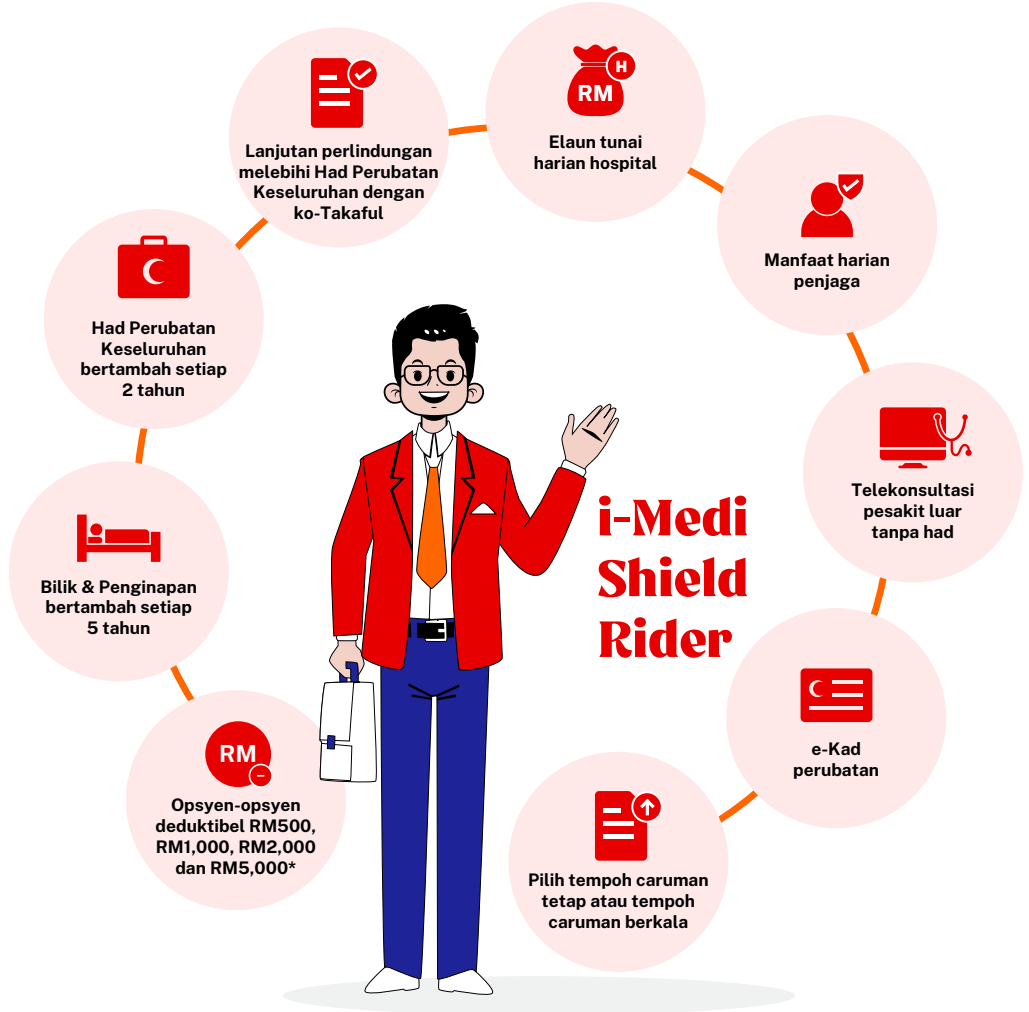 RM
Opsyen-opsyen
deduktibel RM500,
RM1,000, RM2,000
dan RM5,000*
Bilik & Penginapan
bertambah setiap
5 tahun
Had Perubatan
Keseluruhan
bertambah setiap
2 tahun
Lanjutan perlindungan
melebihi Had Perubatan
Keseluruhan dengan
ko-Takaful
H
RM
Elaun tunai
harian hospital
Manfaat harian
penjaga
Telekonsultasi
pesakit luar
tanpa had
e-Kad
perubatan
Pilih tempoh caruman
tetap atau tempoh
caruman berkala
i-Medi
Shield
Rider